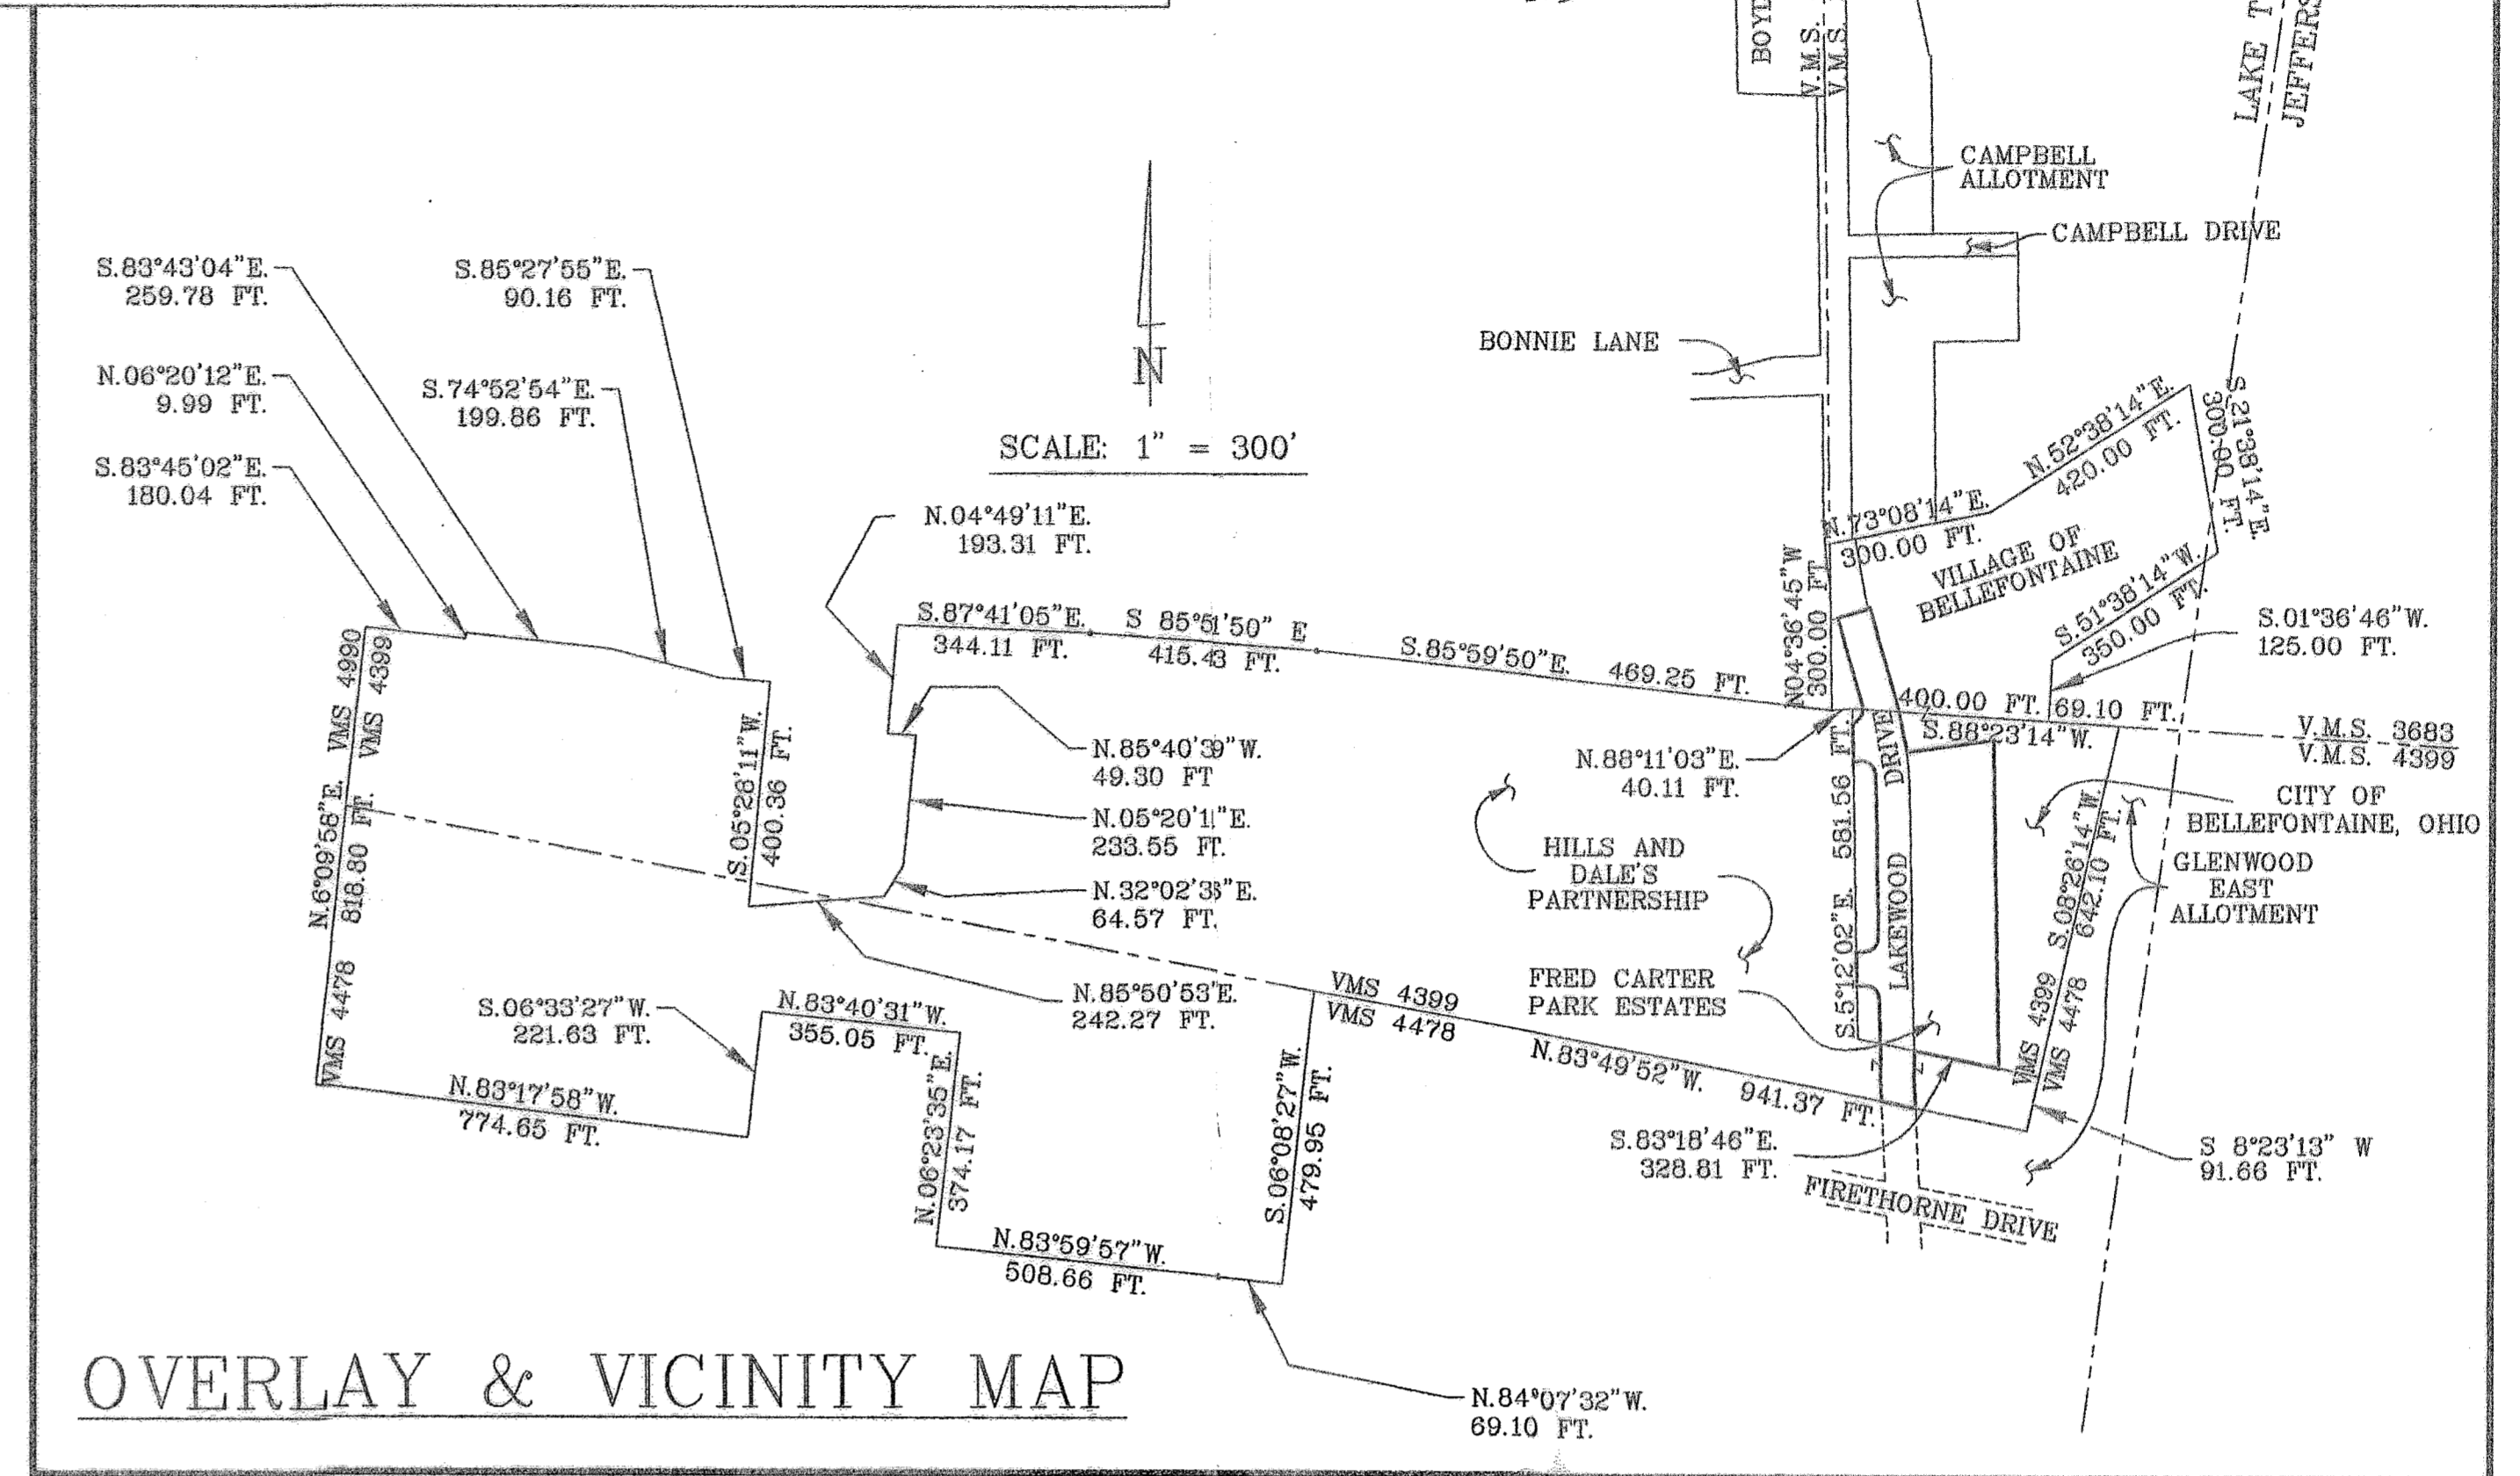 BOYD
V.M.S.
V.M.S.
LAKE T
JEFFERS
CAMPBELL
ALLOTMENT
CAMPBELL DRIVE
S.83°43'04"E.
259.78 FT.
S.85°27'55"E.
90.16 FT.
N.06°20'12"E.
9.99 FT.
S.74°52'54"E.
199.86 FT.
S.83°45'02"E.
180.04 FT.
N
SCALE: 1" = 300'
BONNIE LANE
N.04°49'11"E.
193.31 FT.
S.87°41'05"E.
344.11 FT.
S 85°51'50" E
415.43 FT.
S.85°59'50"E. 469.25 FT.
N04°36'45"W
300.00 FT
N.73°08'14"E.
300.00 FT.
N.52°38'14"E.
420.00 FT.
S.21°38'14"E.
300.00 FT.
VILLAGE OF
BELLEFONTAINE
S.51°38'14"W.
350.00 FT.
S.01°36'46"W.
125.00 FT.
400.00 FT.
69.10 FT.
S.88°23'14"W.
V.M.S. 3683
V.M.S. 4399
VMS 4990
VMS 4399
N.6°09'58"E.
818.80 FT.
VMS 4478
S.05°28'11"W.
400.36 FT.
N.85°40'39"W.
49.30 FT
N.05°20'11"E.
233.55 FT.
N.32°02'36"E.
64.57 FT.
N.85°50'53"E.
242.27 FT.
N.88°11'03"E.
40.11 FT.
HILLS AND
DALE'S
PARTNERSHIP
FRED CARTER
PARK ESTATES
S.5°12'02"E. 581.56 FT.
LAKEWOOD DRIVE
CITY OF
BELLEFONTAINE, OHIO
GLENWOOD
EAST
ALLOTMENT
S.08°26'14"W.
642.10 FT.
VMS 4399
VMS 4478
S.06°33'27"W.
221.63 FT.
N.83°40'31"W.
355.05 FT.
VMS
N.83°17'58"W.
774.65 FT.
N.06°23'35"E.
374.17 FT.
VMS 4399
VMS 4478
N.83°49'52"W. 941.37 FT.
S.06°08'27"W.
479.95 FT.
S.83°18'46"E.
328.81 FT.
S 8°23'13" W
91.66 FT.
FIRETHORNE DRIVE
N.83°59'57"W.
508.66 FT.
N.84°07'32"W.
69.10 FT.
OVERLAY & VICINITY MAP